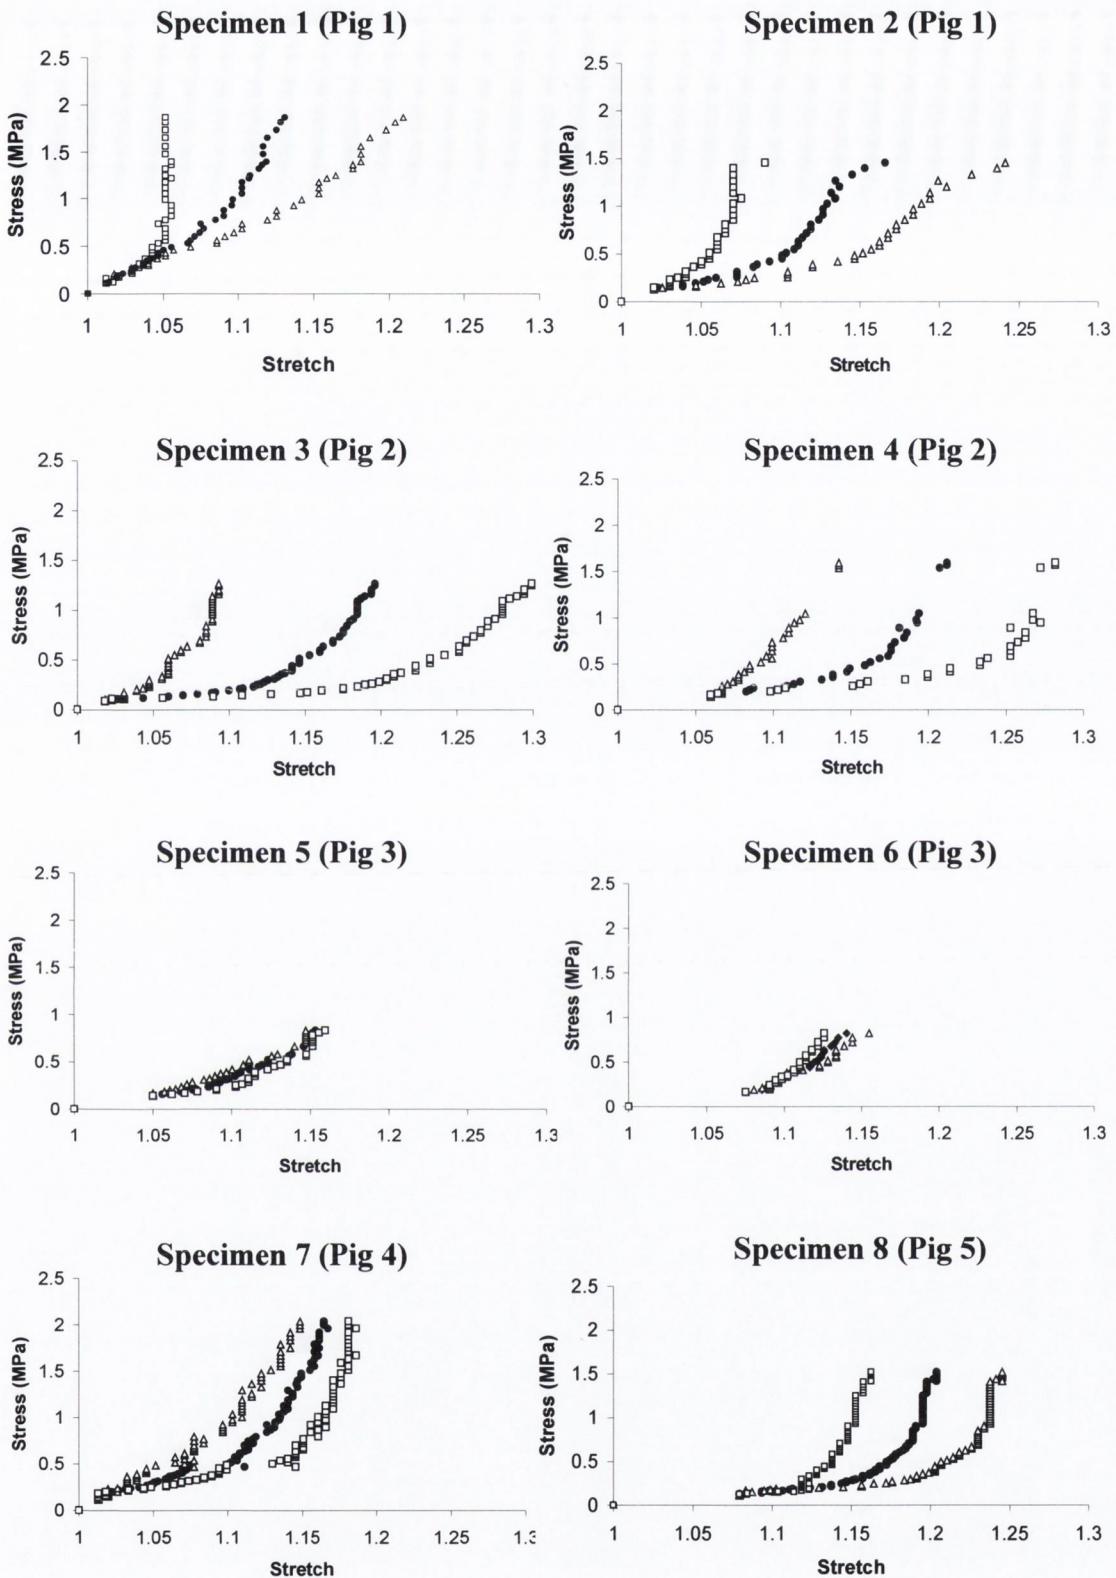 Specimen 1 (Pig 1)
2.5
2
1.5
1
0.5
0
Stress (MPa)
1 1.05 1.1 1.15 1.2 1.25 1.3
Stretch
Specimen 2 (Pig 1)
2.5
2
1.5
1
0.5
0
Stress (MPa)
1 1.05 1.1 1.15 1.2 1.25 1.3
Stretch
Specimen 3 (Pig 2)
2.5
2
1.5
1
0.5
0
Stress (MPa)
1 1.05 1.1 1.15 1.2 1.25 1.3
Stretch
Specimen 4 (Pig 2)
2.5
2
1.5
1
0.5
0
Stress (MPa)
1 1.05 1.1 1.15 1.2 1.25 1.3
Stretch
Specimen 5 (Pig 3)
2.5
2
1.5
1
0.5
0
Stress (MPa)
1 1.05 1.1 1.15 1.2 1.25 1.3
Stretch
Specimen 6 (Pig 3)
2.5
2
1.5
1
0.5
0
Stress (MPa)
1 1.05 1.1 1.15 1.2 1.25 1.3
Stretch
Specimen 7 (Pig 4)
2.5
2
1.5
1
0.5
0
Stress (MPa)
1 1.05 1.1 1.15 1.2 1.25 1.3
Stretch
Specimen 8 (Pig 5)
2.5
2
1.5
1
0.5
0
Stress (MPa)
1 1.05 1.1 1.15 1.2 1.25 1.3
Stretch